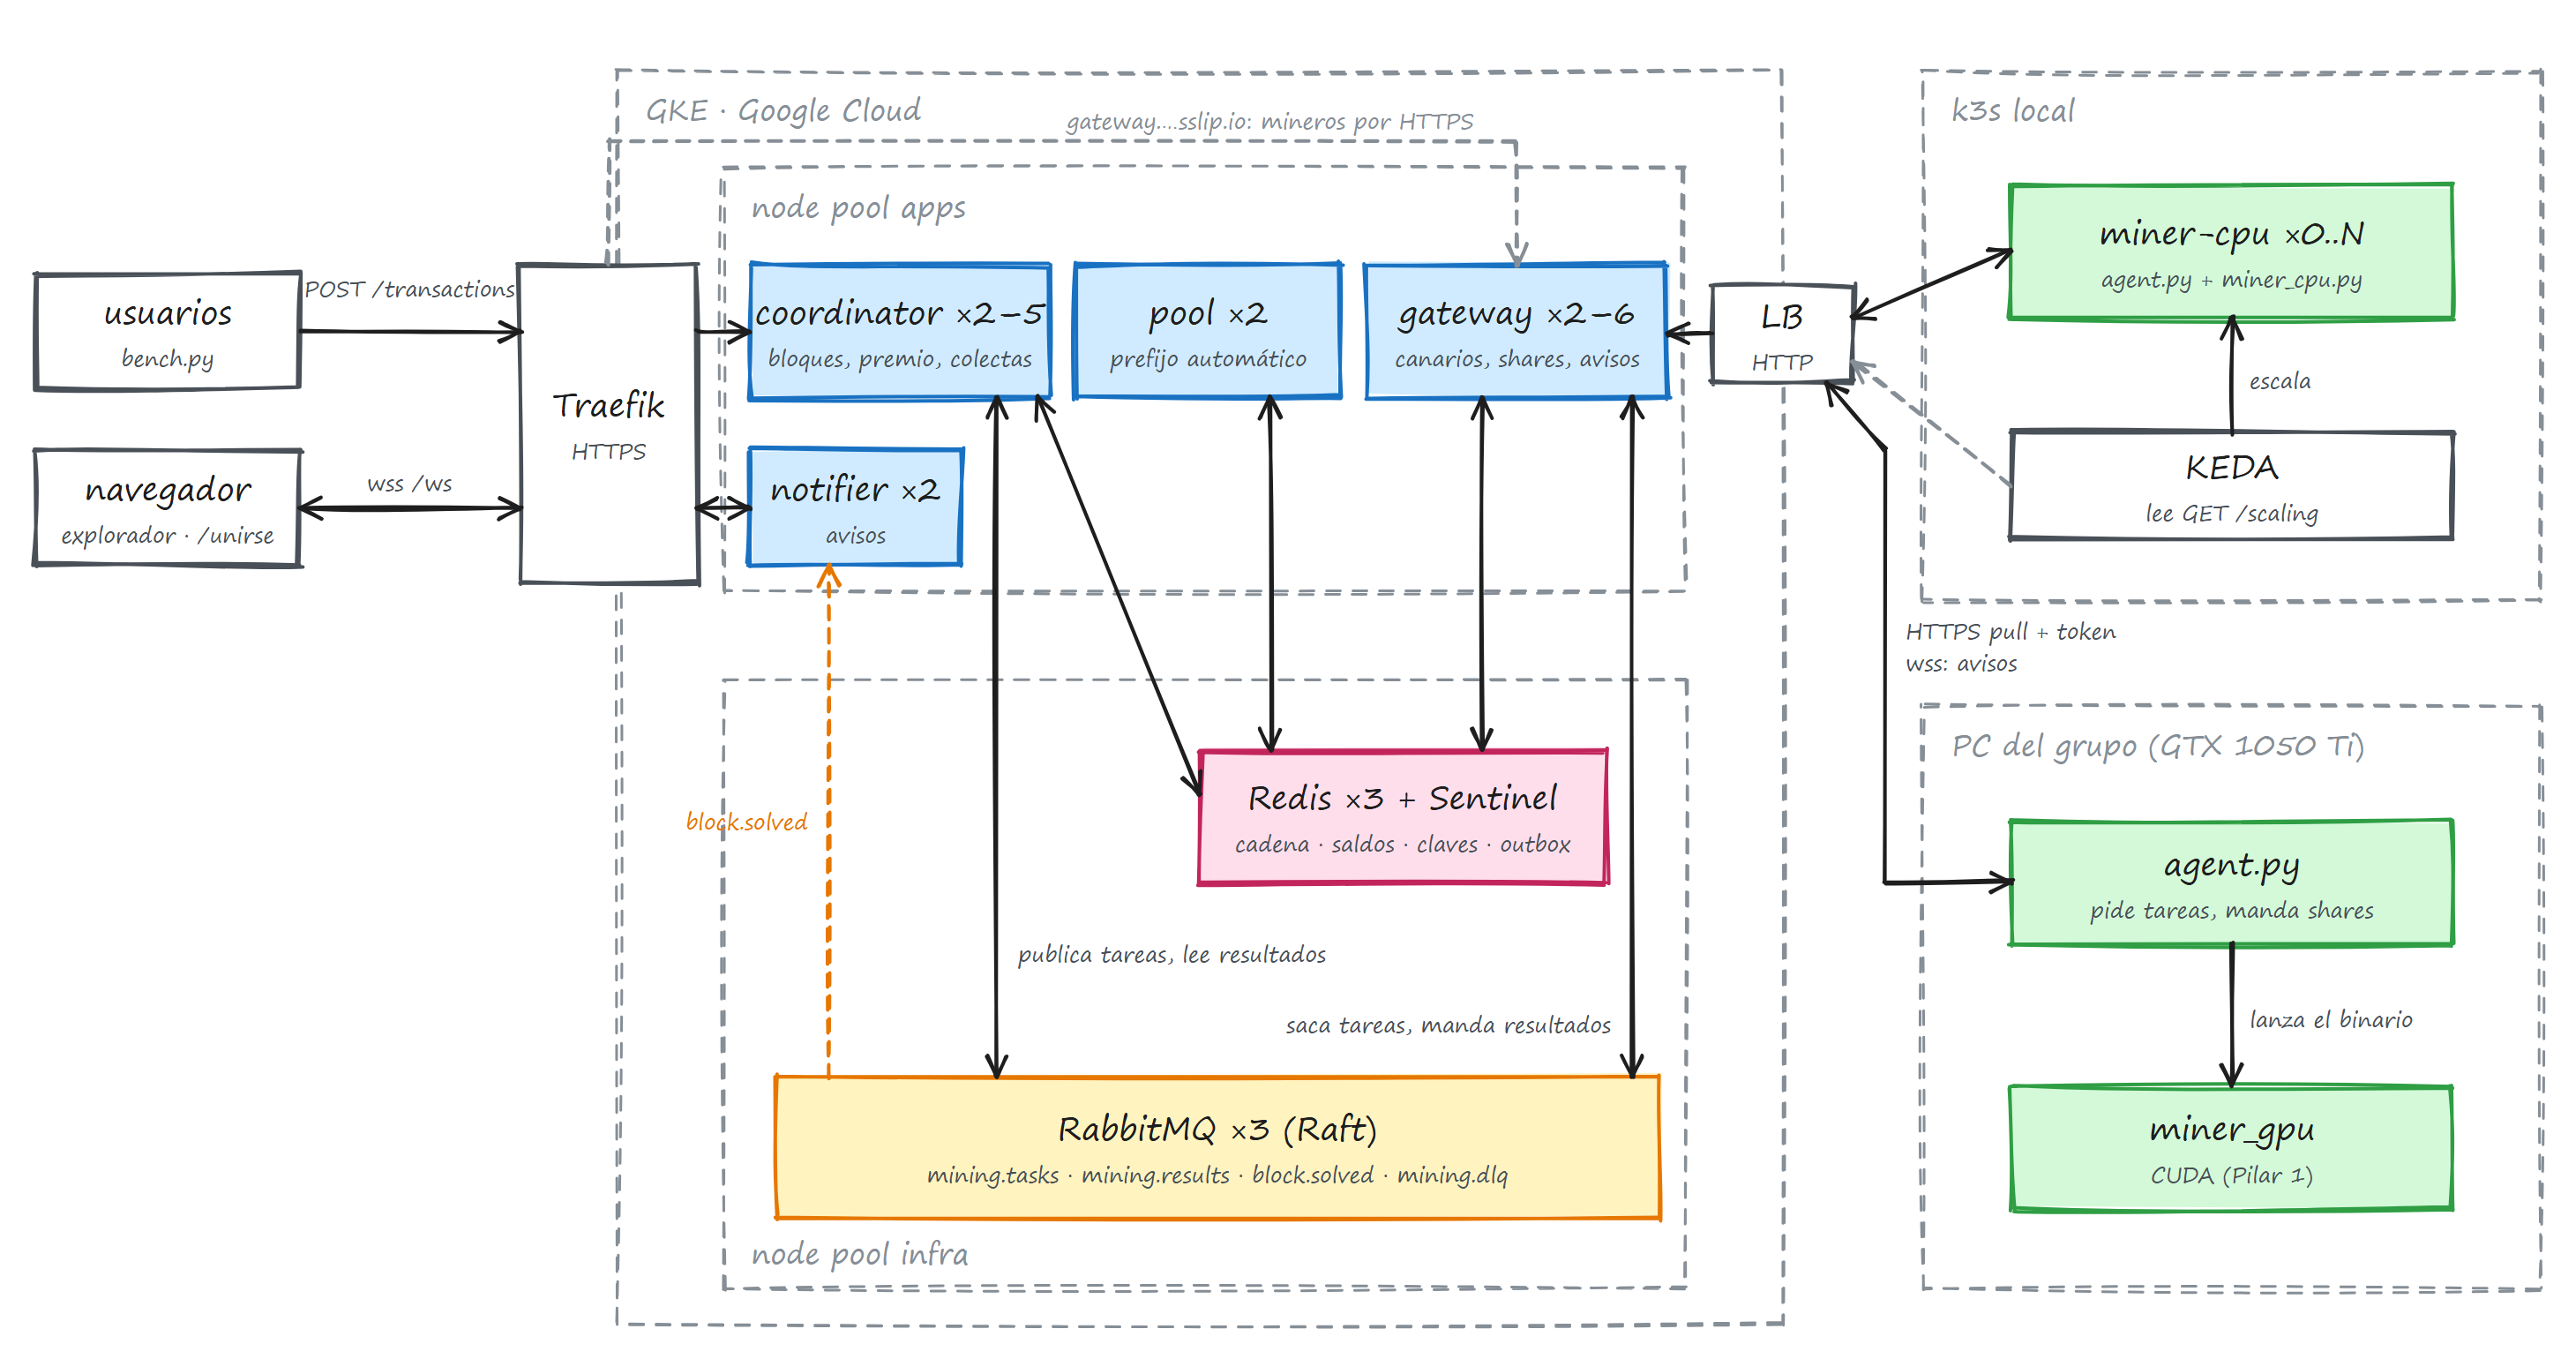 GKE · Google Cloud
gateway....sslip.io: mineros por HTTPS
k3s local
node pool apps
usuarios
bench.py
POST /transactions
navegador
explorador · /unirse
wss /ws
Traefik
HTTPS
coordinator ×2–5
bloques, premio, colectas
pool ×2
prefijo automático
gateway ×2–6
canarios, shares, avisos
notifier ×2
avisos
LB
HTTP
miner-cpu ×0..N
agent.py + miner_cpu.py
escala
KEDA
lee GET /scaling
HTTPS pull + token
wss: avisos
PC del grupo (GTX 1050 Ti)
agent.py
pide tareas, manda shares
lanza el binario
miner_gpu
CUDA (Pilar 1)
block.solved
Redis ×3 + Sentinel
cadena · saldos · claves · outbox
publica tareas, lee resultados
saca tareas, manda resultados
RabbitMQ ×3 (Raft)
mining.tasks · mining.results · block.solved · mining.dlq
node pool infra